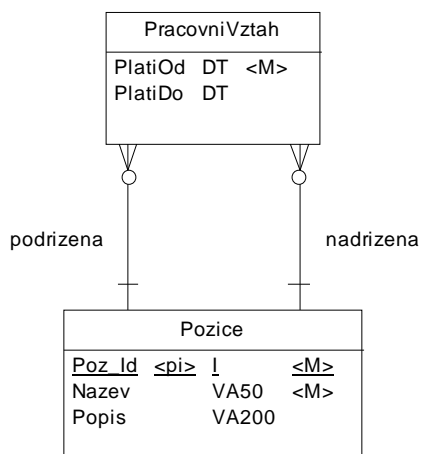 PracovniVztah
PlatiOd DT <M>
PlatiDo DT
podrizena
nadrizena
Pozice
Poz_Id <pi> I <M>
Nazev VA50 <M>
Popis VA200